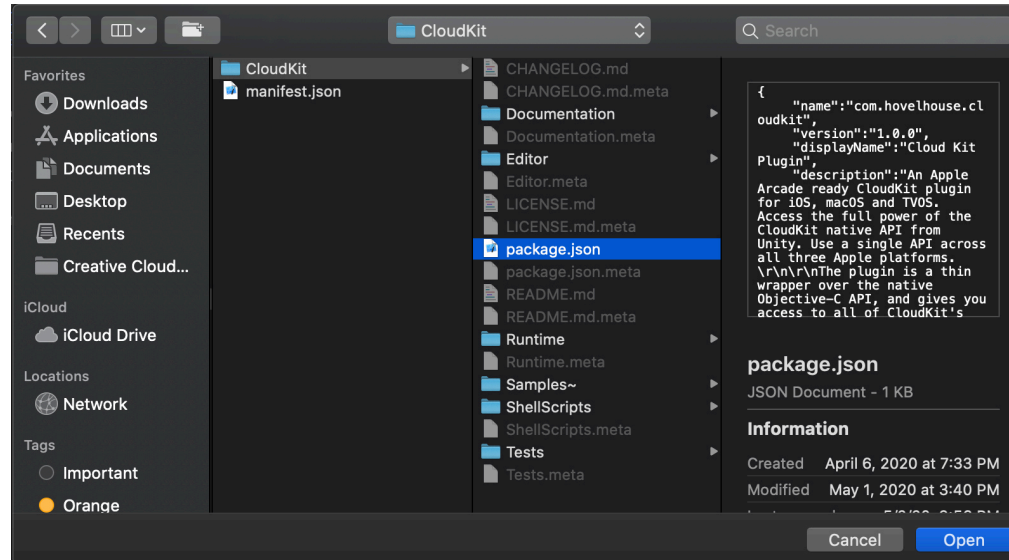 CloudKit
Search
Favorites
Downloads
Applications
Documents
Desktop
Recents
Creative Cloud...
iCloud
iCloud Drive
Locations
Network
Tags
Important
Orange
CloudKit
manifest.json
CHANGELOG.md
CHANGELOG.md.meta
Documentation
Documentation.meta
Editor
Editor.meta
LICENSE.md
LICENSE.md.meta
package.json
package.json.meta
README.md
README.md.meta
Runtime
Runtime.meta
Samples~
ShellScripts
ShellScripts.meta
Tests
Tests.meta
{
"name":"com.hovelhouse.cl
oudkit",
"version":"1.0.0",
"displayName":"Cloud Kit
Plugin",
"description":"An Apple
Arcade ready CloudKit plugin
for iOS, macOS and TVOS.
Access the full power of the
CloudKit native API from
Unity. Use a single API across
all three Apple platforms.
\r\n\r\nThe plugin is a thin
wrapper over the native
Objective-C API, and gives you
access to all of CloudKit's
package.json
JSON Document - 1 KB
Information
Created April 6, 2020 at 7:33 PM
Modified May 1, 2020 at 3:40 PM
Cancel
Open